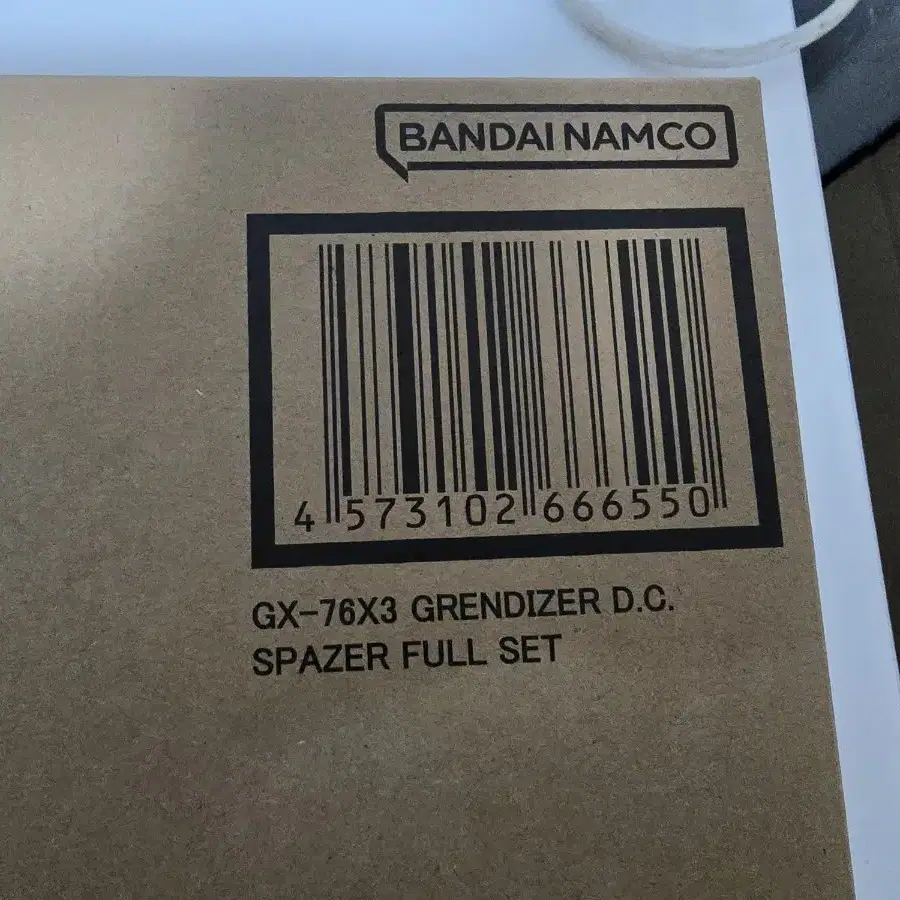 BANDAI NAMCO
4 573102 666550
GX-76X3 GRENDIZER D.C.
SPAZER FULL SET